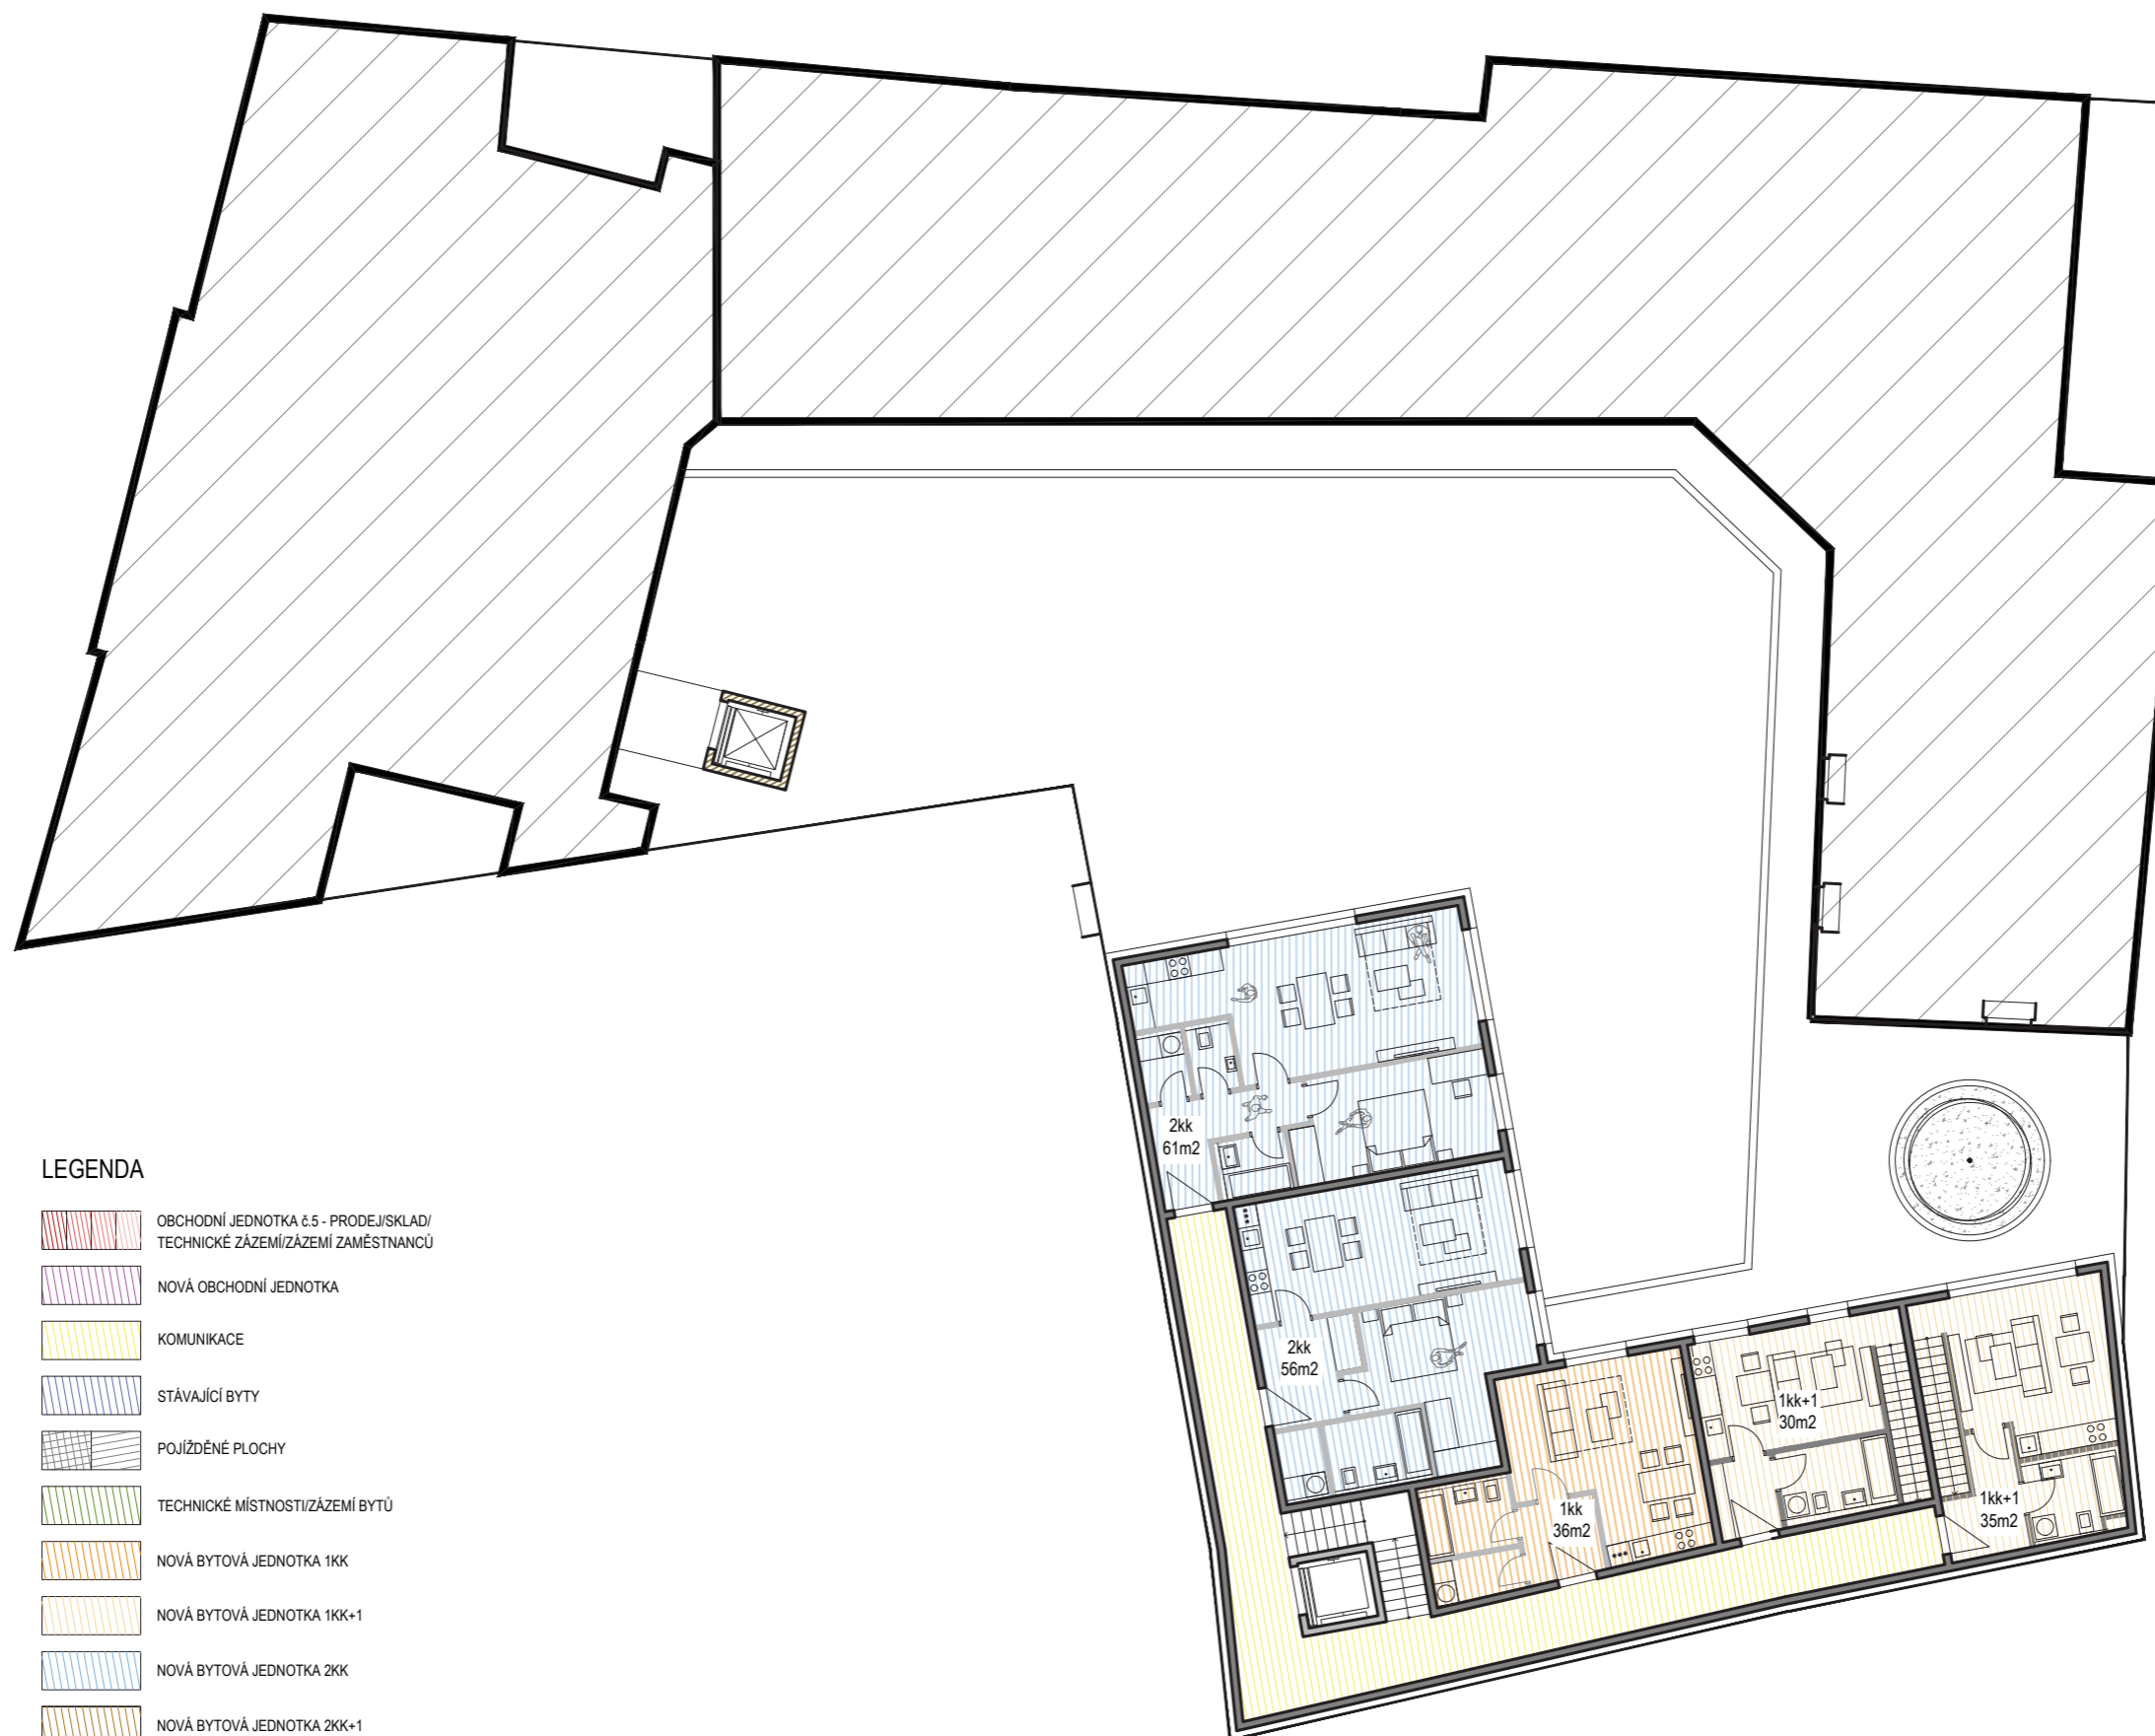 2kk
61m2
2kk
56m2
1kk+1
30m2
1kk
36m2
1kk+1
35m2
LEGENDA
OBCHODNÍ JEDNOTKA č.5 - PRODEJ/SKLAD/
TECHNICKÉ ZÁZEMÍ/ZÁZEMÍ ZAMĚSTNANCŮ
NOVÁ OBCHODNÍ JEDNOTKA
KOMUNIKACE
STÁVAJÍCÍ BYTY
POJÍŽDĚNÉ PLOCHY
TECHNICKÉ MÍSTNOSTI/ZÁZEMÍ BYTŮ
NOVÁ BYTOVÁ JEDNOTKA 1KK
NOVÁ BYTOVÁ JEDNOTKA 1KK+1
NOVÁ BYTOVÁ JEDNOTKA 2KK
NOVÁ BYTOVÁ JEDNOTKA 2KK+1